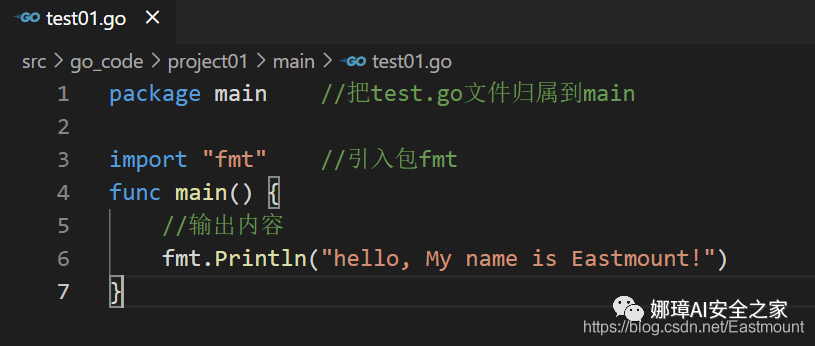 GO test01.go ×
src > go_code > project01 > main > GO test01.go
1 package main //把test.go文件归属到main
2
3 import "fmt" //引入包fmt
4 func main() {
5 //输出内容
6 fmt.Println("hello, My name is Eastmount!")
7 }
娜璋AI安全之家
https://blog.csdn.net/Eastmount